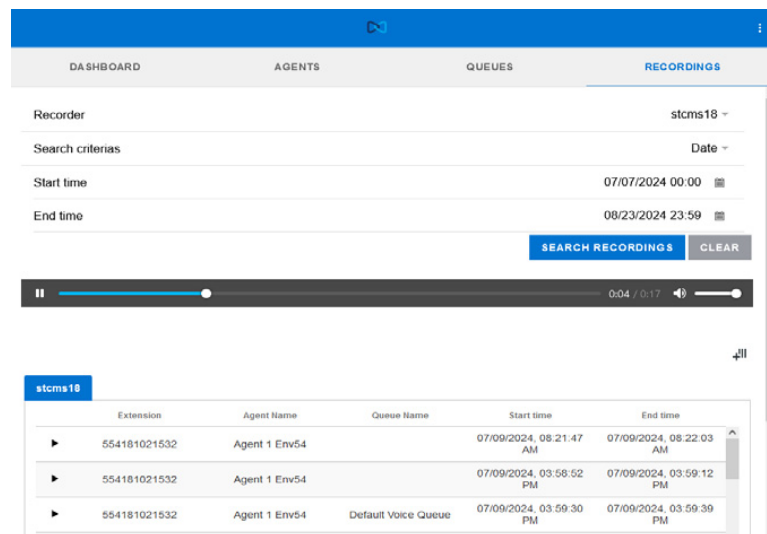 DASHBOARD AGENTS QUEUES RECORDINGS
Recorder stcms18
Search criterias Date
Start time 07/07/2024 00:00
End time 08/23/2024 23:59
SEARCH RECORDINGS CLEAR
0:04 / 0:17
stcms18
Extension Agent Name Queue Name Start time End time
554181021532 Agent 1 Env54 07/09/2024, 08:21:47 AM 07/09/2024, 08:22:03 AM
554181021532 Agent 1 Env54 07/09/2024, 03:58:52 PM 07/09/2024, 03:59:12 PM
554181021532 Agent 1 Env54 Default Voice Queue 07/09/2024, 03:59:30 PM 07/09/2024, 03:59:39 PM